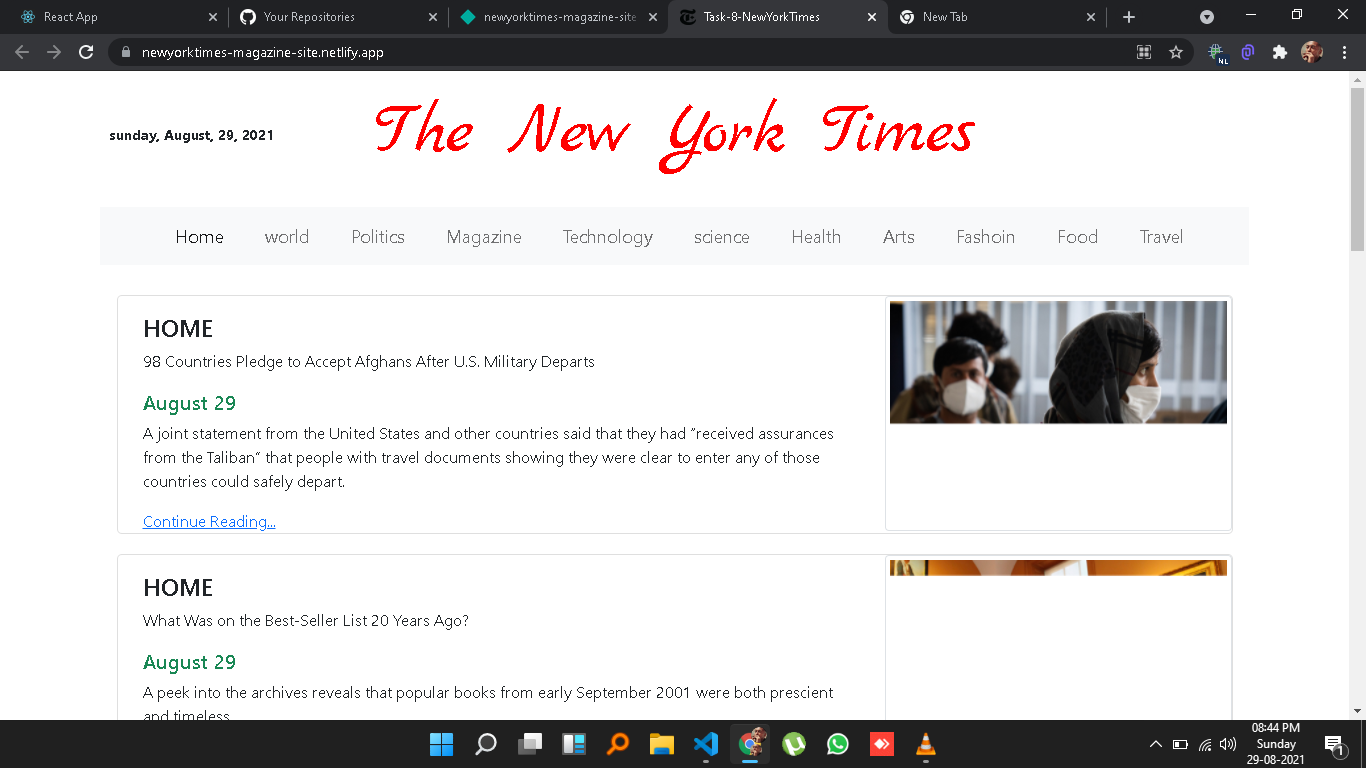 React App
Your Repositories
newyorktimes-magazine-site
Task-8-NewYorkTimes
New Tab
newyorktimes-magazine-site.netlify.app
NL
sunday, August, 29, 2021
The New York Times
Home world Politics Magazine Technology science Health Arts Fashoin Food Travel
HOME
98 Countries Pledge to Accept Afghans After U.S. Military Departs
August 29
A joint statement from the United States and other countries said that they had “received assurances
from the Taliban” that people with travel documents showing they were clear to enter any of those
countries could safely depart.
Continue Reading...
HOME
What Was on the Best-Seller List 20 Years Ago?
August 29
A peek into the archives reveals that popular books from early September 2001 were both prescient
and timeless
08:44 PM
Sunday
29-08-2021
1